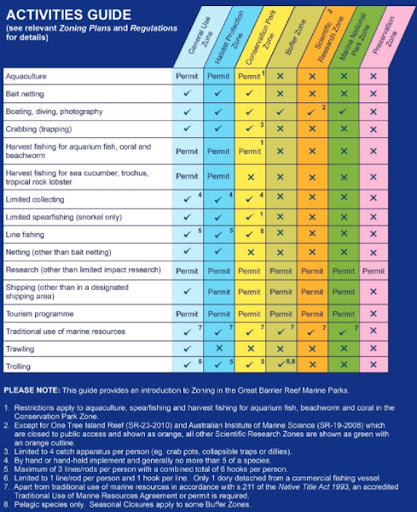 ACTIVITIES GUIDE
(see relevant Zoning Plans and Regulations
for details)
General Use Zone
Habitat Protection Zone
Conservation Park Zone
Buffer Zone
Scientific Research Zone 2
Marine National Park Zone
Preservation Zone
Aquaculture Permit Permit Permit 1 ✕ ✕ ✕ ✕
Bait netting ✓ ✓ ✓ ✕ ✕ ✕ ✕
Boating, diving, photography ✓ ✓ ✓ ✓ ✓ 2 ✓ ✕
Crabbing (trapping) ✓ ✓ ✓ 3 ✕ ✕ ✕ ✕
Harvest fishing for aquarium fish, coral and
beachworm Permit Permit Permit 1 ✕ ✕ ✕ ✕
Harvest fishing for sea cucumber, trochus,
tropical rock lobster Permit Permit ✕ ✕ ✕ ✕ ✕
Limited collecting ✓ 4 ✓ 4 ✓ 4 ✕ ✕ ✕ ✕
Limited spearfishing (snorkel only) ✓ ✓ ✓ 1 ✕ ✕ ✕ ✕
Line fishing ✓ 5 ✓ 5 ✓ 6 ✕ ✕ ✕ ✕
Netting (other than bait netting) ✓ ✓ ✕ ✕ ✕ ✕ ✕
Research (other than limited impact research) Permit Permit Permit Permit Permit Permit Permit
Shipping (other than in a designated
shipping area) ✓ Permit Permit Permit Permit Permit ✕
Tourism programme Permit Permit Permit Permit Permit Permit ✕
Traditional use of marine resources ✓ 7 ✓ 7 ✓ 7 ✓ 7 ✓ 7 ✓ 7 ✕
Trawling ✓ ✕ ✕ ✕ ✕ ✕ ✕
Trolling ✓ 5 ✓ 5 ✓ 5 ✓ 5,8 ✕ ✕ ✕
PLEASE NOTE: This guide provides an introduction to Zoning in the Great Barrier Reef Marine Parks.
1. Restrictions apply to aquaculture, spearfishing and harvest fishing for aquarium fish, beachworm and coral in the
Conservation Park Zone.
2. Except for One Tree Island Reef (SR-23-2010) and Australian Institute of Marine Science (SR-19-2008) which
are closed to public access and shown as orange, all other Scientific Research Zones are shown as green with
an orange outline.
3. Limited to 4 catch apparatus per person (eg. crab pots, collapsible traps or dillies).
4. By hand or hand-held implement and generally no more than 5 of a species.
5. Maximum of 3 lines/rods per person with a combined total of 6 hooks per person.
6. Limited to 1 line/rod per person and 1 hook per line. Only 1 dory detached from a commercial fishing vessel.
7. Apart from traditional use of marine resources in accordance with s.211 of the Native Title Act 1993, an accredited
Traditional Use of Marine Resources Agreement or permit is required.
8. Pelagic species only. Seasonal Closures apply to some Buffer Zones.